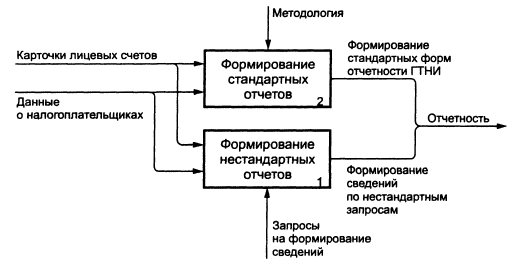 Методология
Карточки лицевых счетов
Формирование
стандартных
отчетов
2
Формирование
стандартных форм
отчетности ГТНИ
Данные
о налогоплательщиках
Отчетность
Формирование
нестандартных
отчетов
1
Формирование
сведений
по нестандартным
запросам
Запросы
на формирование
сведений